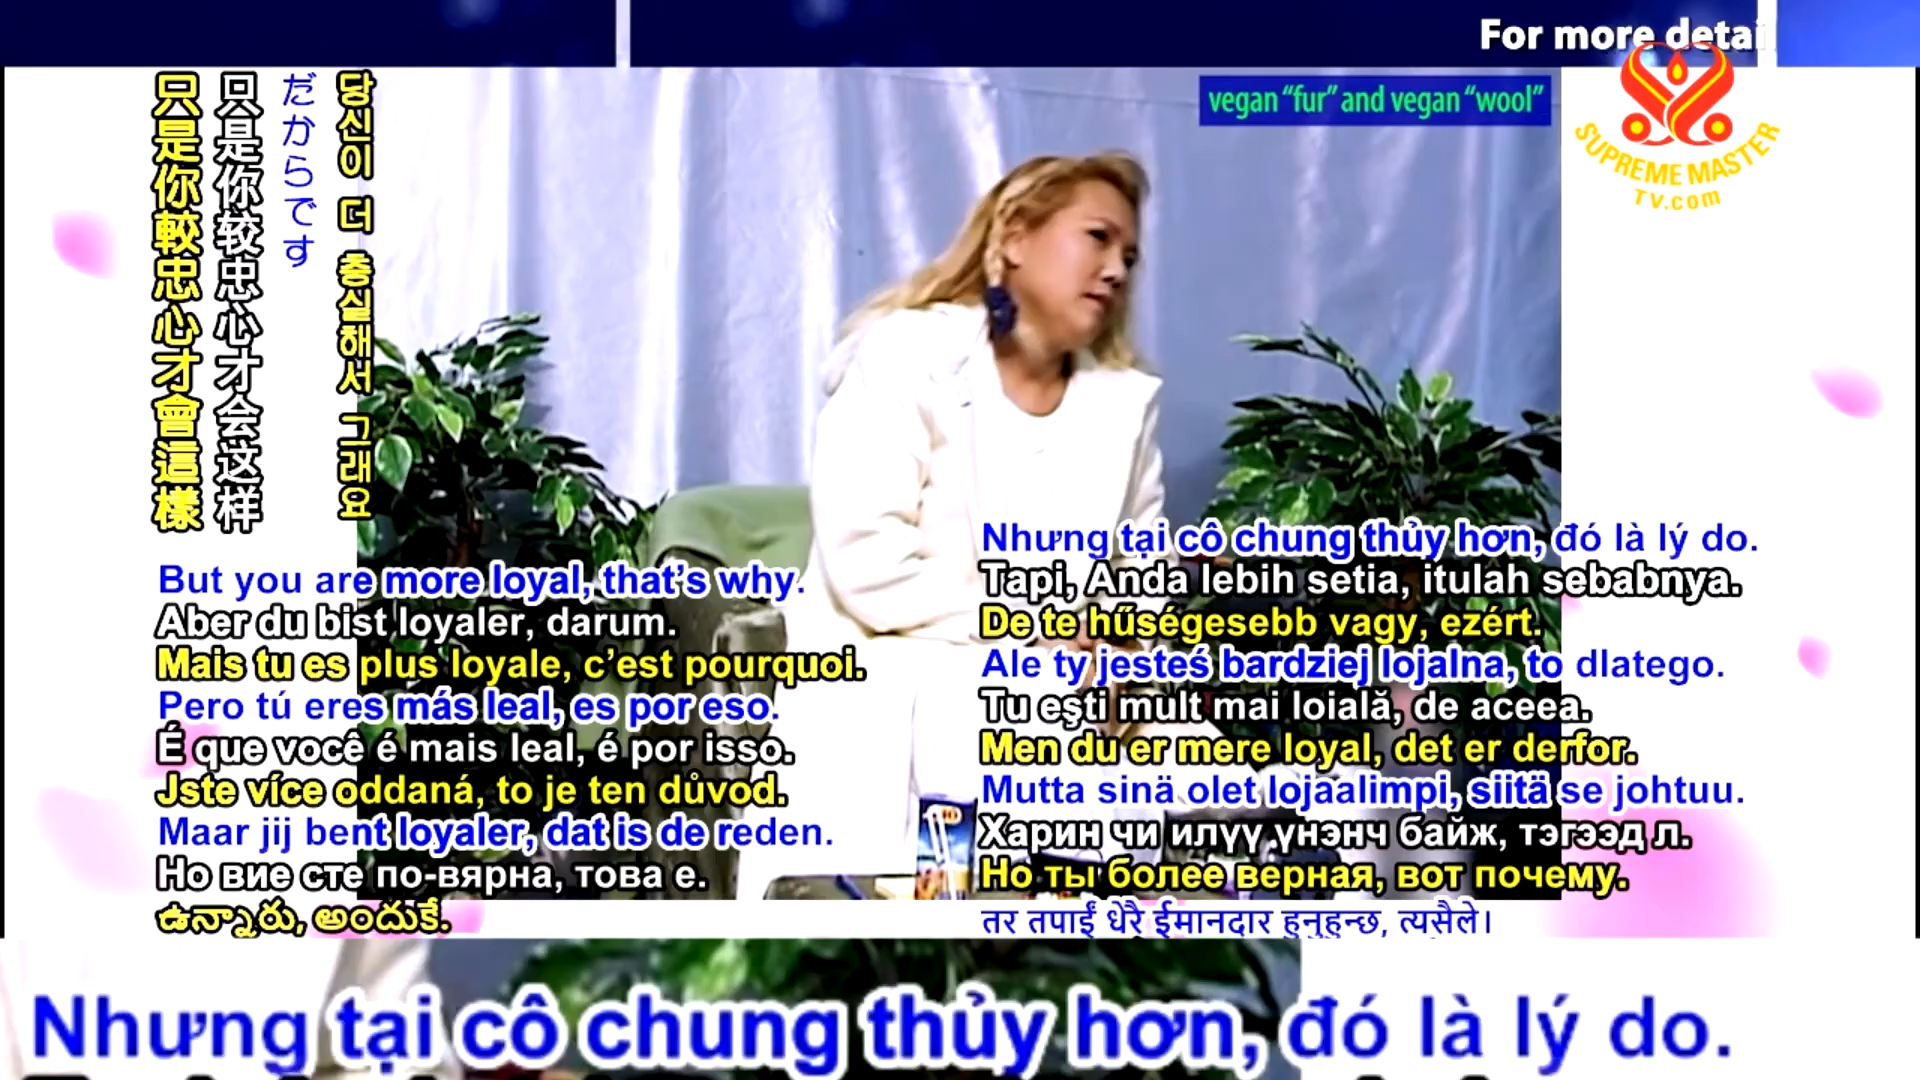 For more detai
vegan “fur” and vegan “wool”
SUPREME MASTER
TV.com
只是你較忠心才會這樣
只是你较忠心才会这样
だからです
당신이 더 충실해서 그래요
But you are more loyal, that’s why.
Aber du bist loyaler, darum.
Mais tu es plus loyale, c’est pourquoi.
Pero tú eres más leal, es por eso.
É que você é mais leal, é por isso.
Jste více oddaná, to je ten důvod.
Maar jij bent loyaler, dat is de reden.
Но вие сте по-вярна, това е.
ఉన్నారు, అందుకే.
Nhưng tại cô chung thủy hơn, đó là lý do.
Tapi, Anda lebih setia, itulah sebabnya.
De te hűségesebb vagy, ezért.
Ale ty jesteś bardziej lojalna, to dlatego.
Tu eşti mult mai loială, de aceea.
Men du er mere loyal, det er derfor.
Mutta sinä olet lojaalimpi, siitä se johtuu.
Харин чи илүү үнэнч байж, тэгээд л.
Но ты более верная, вот почему.
तर तपाईं धेरै ईमानदार हुनुहुन्छ, त्यसैले।
Nhưng tại cô chung thủy hơn, đó là lý do.